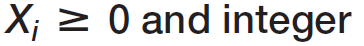 Xᵢ ≥ 0 and integer